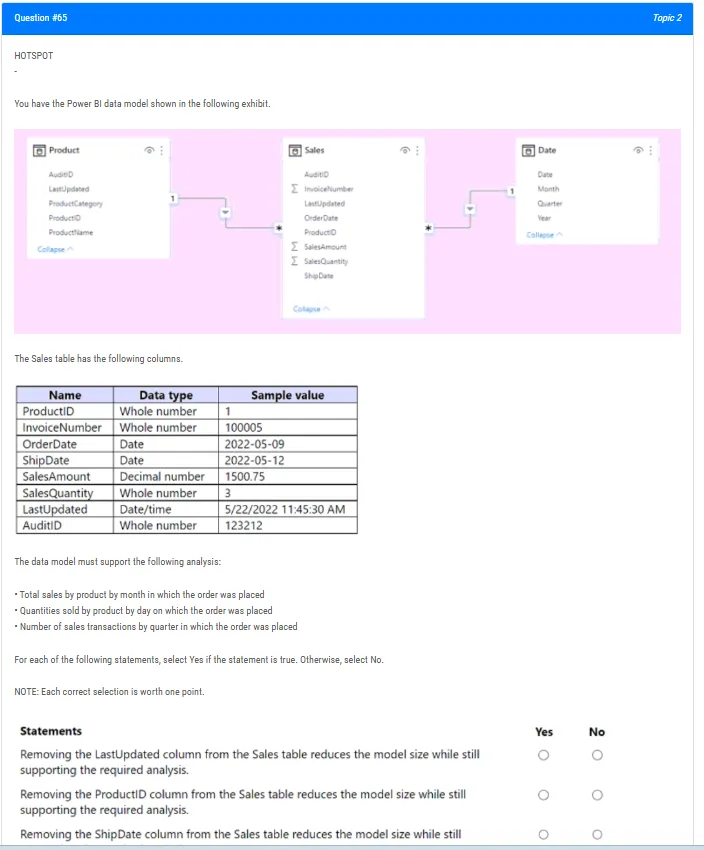 Question #65
Topic 2
HOTSPOT
-
You have the Power BI data model shown in the following exhibit.
Product
AuditID
LastUpdated
ProductCategory
ProductID
ProductName
Collapse
1
*
Sales
AuditID
Σ InvoiceNumber
LastUpdated
OrderDate
ProductID
Σ SalesAmount
Σ SalesQuantity
ShipDate
Collapse
*
1
Date
Date
Month
Quarter
Year
Collapse
The Sales table has the following columns.
Name Data type Sample value
ProductID Whole number 1
InvoiceNumber Whole number 100005
OrderDate Date 2022-05-09
ShipDate Date 2022-05-12
SalesAmount Decimal number 1500.75
SalesQuantity Whole number 3
LastUpdated Date/time 5/22/2022 11:45:30 AM
AuditID Whole number 123212
The data model must support the following analysis:
• Total sales by product by month in which the order was placed
• Quantities sold by product by day on which the order was placed
• Number of sales transactions by quarter in which the order was placed
For each of the following statements, select Yes if the statement is true. Otherwise, select No.
NOTE: Each correct selection is worth one point.
Statements Yes No
Removing the LastUpdated column from the Sales table reduces the model size while still
supporting the required analysis.
Removing the ProductID column from the Sales table reduces the model size while still
supporting the required analysis.
Removing the ShipDate column from the Sales table reduces the model size while still